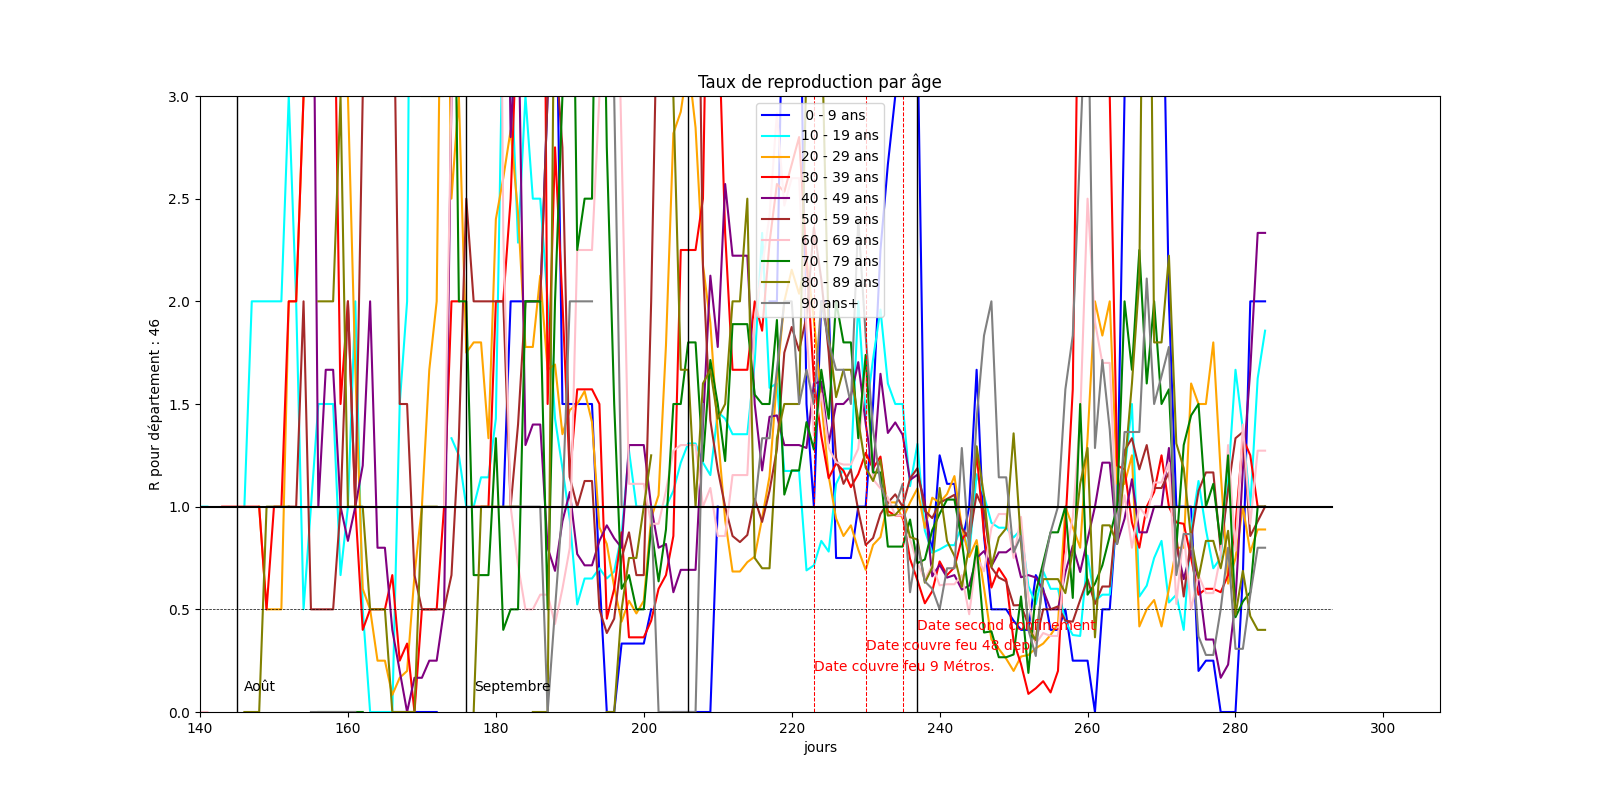 Taux de reproduction par âge
R pour département : 46
3.0
2.5
2.0
1.5
1.0
0.5
0.0
0 - 9 ans
10 - 19 ans
20 - 29 ans
30 - 39 ans
40 - 49 ans
50 - 59 ans
60 - 69 ans
70 - 79 ans
80 - 89 ans
90 ans+
Date second confinement
Date couvre feu 48 dep.
Date couvre feu 9 Métros.
Août
Septembre
140 160 180 200 220 240 260 280 300
jours